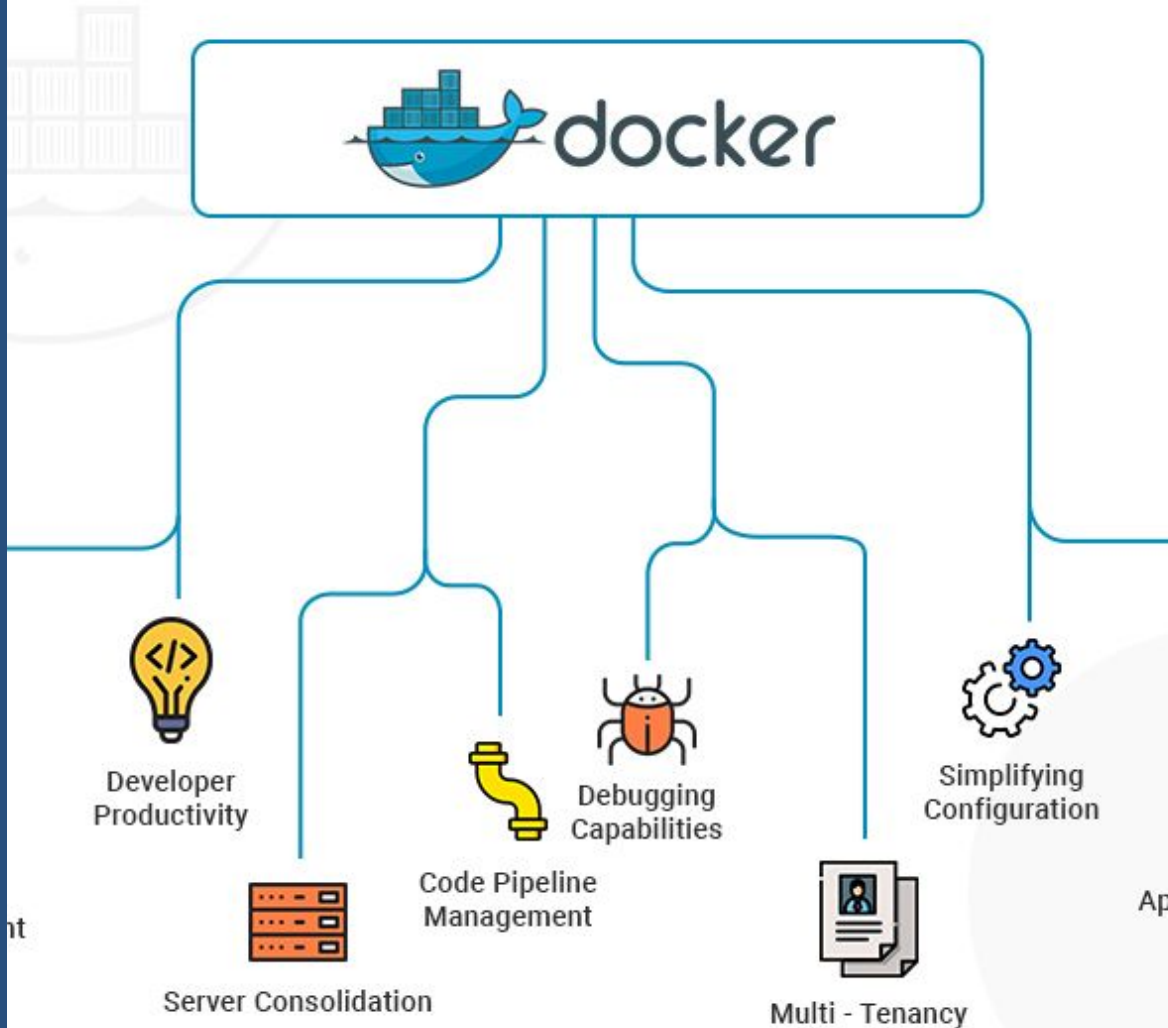 docker
Developer
Productivity
Debugging
Capabilities
Simplifying
Configuration
Code Pipeline
Management
Server Consolidation
Multi - Tenancy